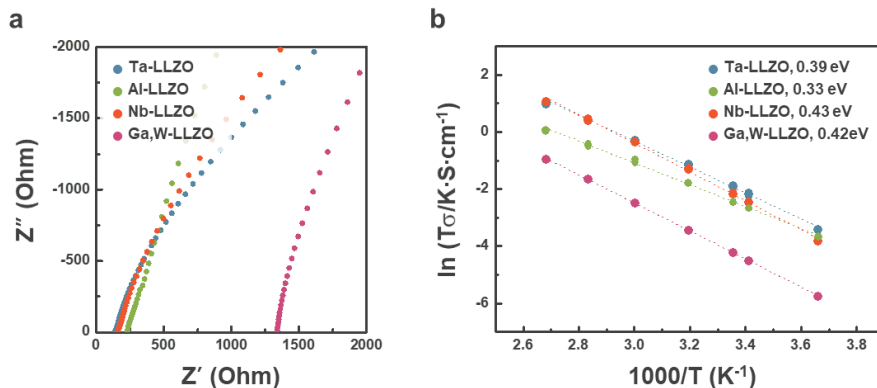 a
-2000
-1500
-1000
-500
0
0 500 1000 1500 2000
Z″ (Ohm)
Z′ (Ohm)
Ta-LLZO
Al-LLZO
Nb-LLZO
Ga,W-LLZO
b
2
0
-2
-4
-6
2.6 2.8 3.0 3.2 3.4 3.6 3.8
ln (Tσ/K·S·cm⁻¹)
1000/T (K⁻¹)
Ta-LLZO, 0.39 eV
Al-LLZO, 0.33 eV
Nb-LLZO, 0.43 eV
Ga,W-LLZO, 0.42eV